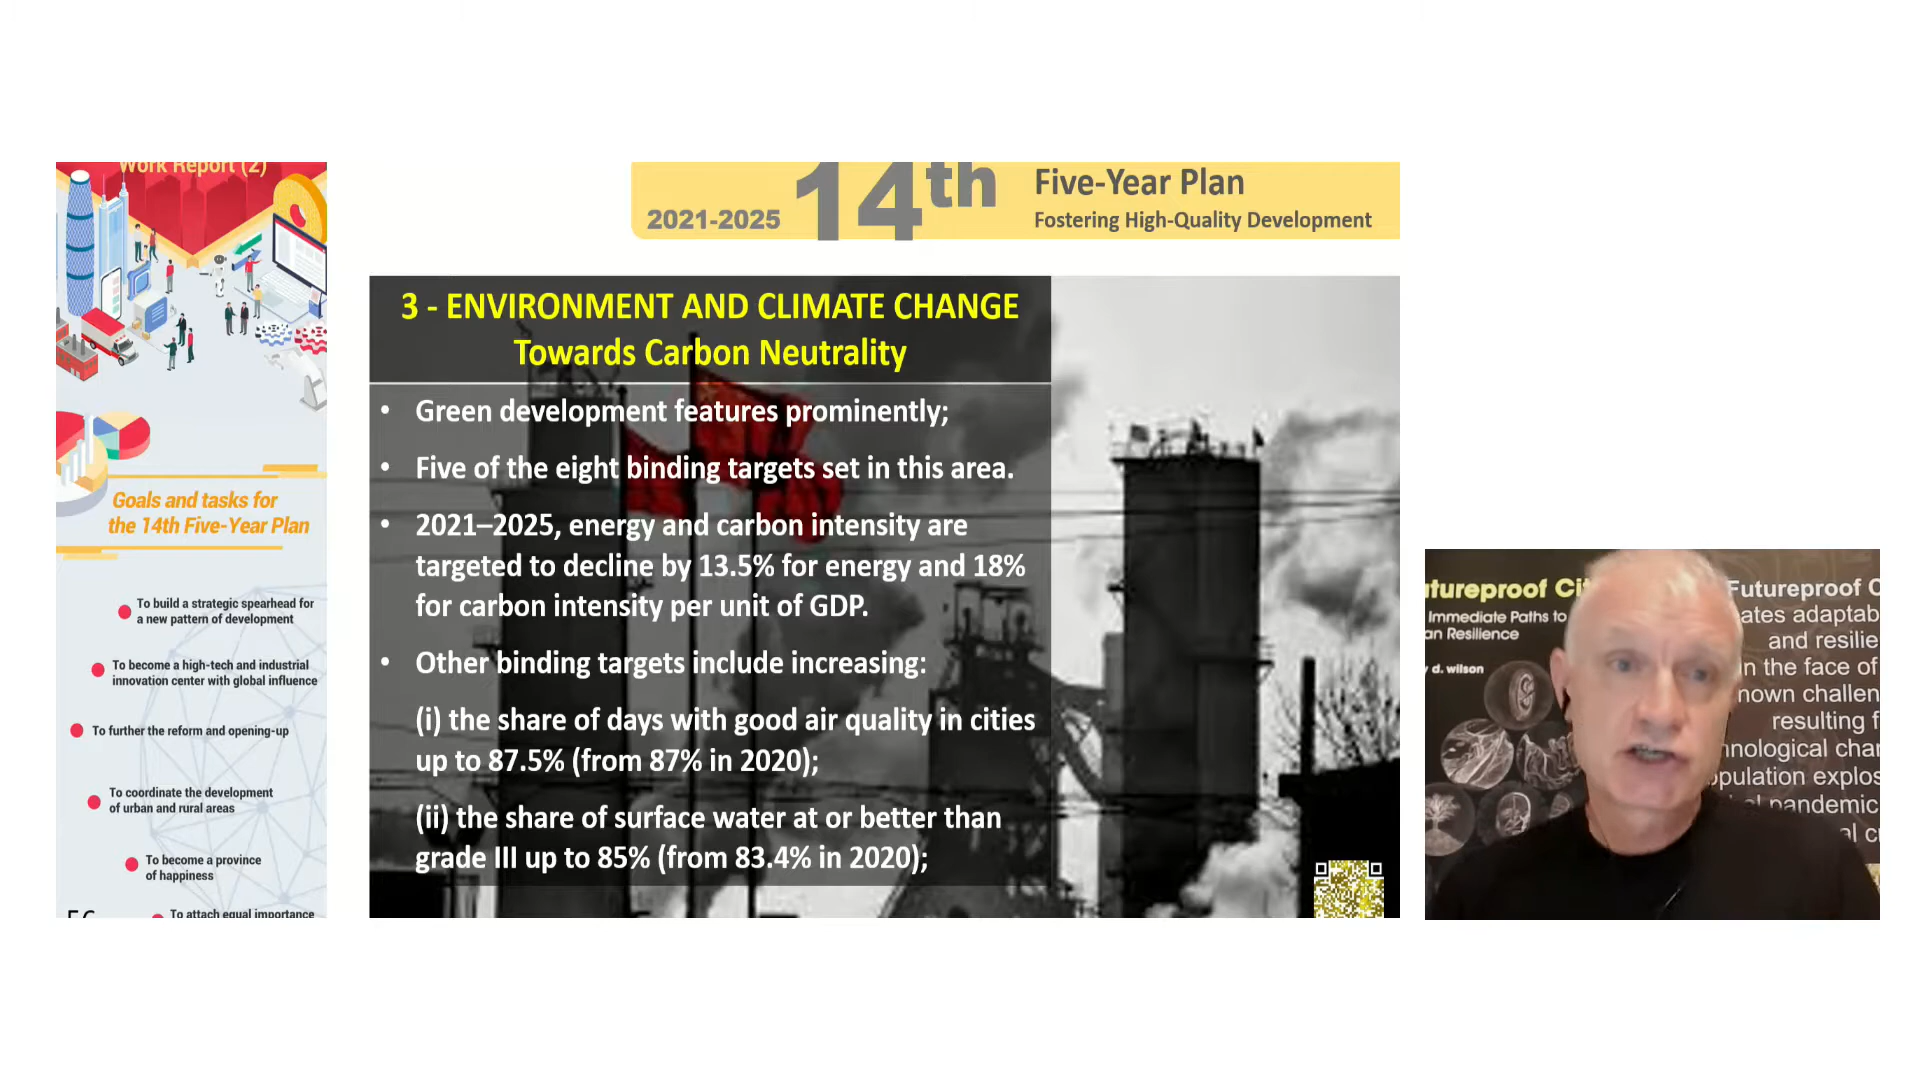 Work Report (2)
Goals and tasks for
the 14th Five-Year Plan
To build a strategic spearhead for
a new pattern of development
To become a high-tech and industrial
innovation center with global influence
To further the reform and opening-up
To coordinate the development
of urban and rural areas
To become a province
of happiness
To attach equal importance
56
2021-2025
14th
Five-Year Plan
Fostering High-Quality Development
3 - ENVIRONMENT AND CLIMATE CHANGE
Towards Carbon Neutrality
• Green development features prominently;
• Five of the eight binding targets set in this area.
• 2021–2025, energy and carbon intensity are
targeted to decline by 13.5% for energy and 18%
for carbon intensity per unit of GDP.
• Other binding targets include increasing:
(i) the share of days with good air quality in cities
up to 87.5% (from 87% in 2020);
(ii) the share of surface water at or better than
grade III up to 85% (from 83.4% in 2020);
utureproof Ci
Immediate Paths to
an Resilience
d. wilson
Futureproof C
ates adaptab
and resilie
in the face of
nown challen
resulting f
hnological cha
opulation explos
pandemic
al c